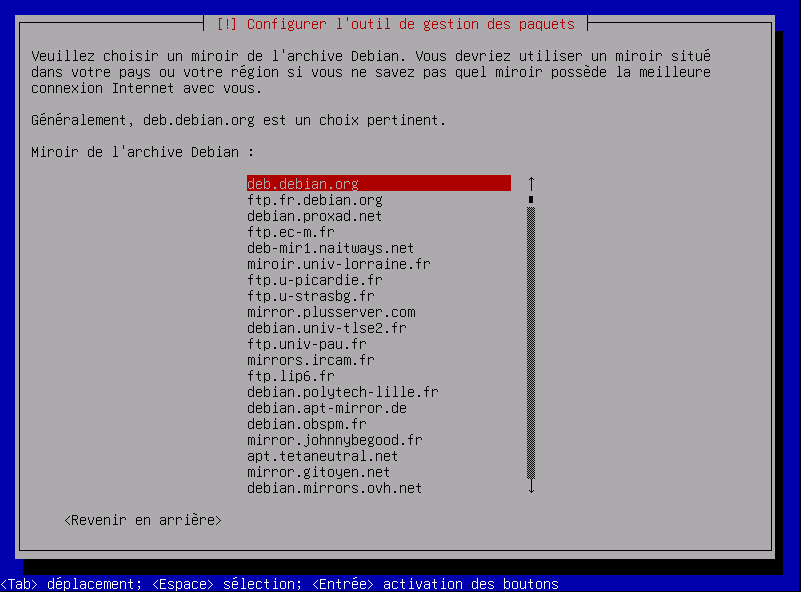 [!] Configurer l'outil de gestion des paquets
Veuillez choisir un miroir de l'archive Debian. Vous devriez utiliser un miroir situé
dans votre pays ou votre région si vous ne savez pas quel miroir possède la meilleure
connexion Internet avec vous.
Généralement, deb.debian.org est un choix pertinent.
Miroir de l'archive Debian :
deb.debian.org
ftp.fr.debian.org
debian.proxad.net
ftp.ec-m.fr
deb-mir1.naitways.net
miroir.univ-lorraine.fr
ftp.u-picardie.fr
ftp.u-strasbg.fr
mirror.plusserver.com
debian.univ-tlse2.fr
ftp.univ-pau.fr
mirrors.ircam.fr
ftp.lip6.fr
debian.polytech-lille.fr
debian.apt-mirror.de
debian.obspm.fr
mirror.johnnybegood.fr
apt.tetaneutral.net
mirror.gitoyen.net
debian.mirrors.ovh.net
<Revenir en arrière>
<Tab> déplacement; <Espace> sélection; <Entrée> activation des boutons